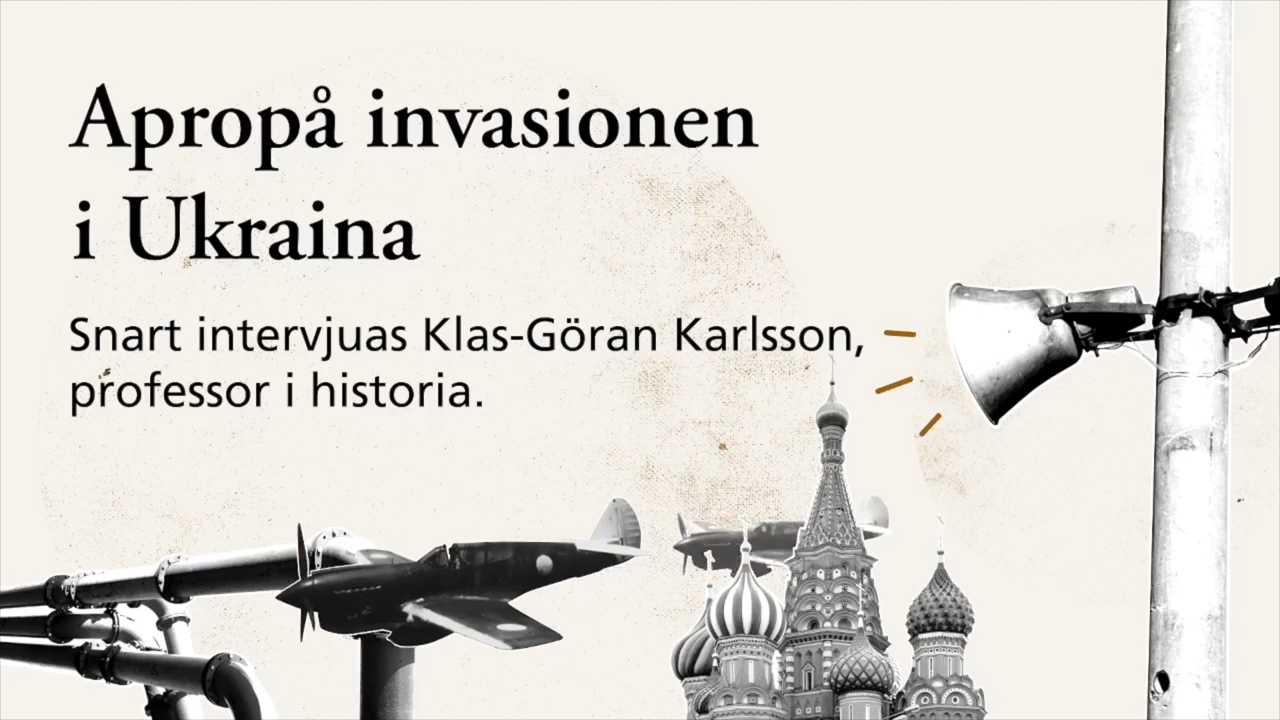 Apropå invasionen
i Ukraina
Snart intervjuas Klas-Göran Karlsson,
professor i historia.